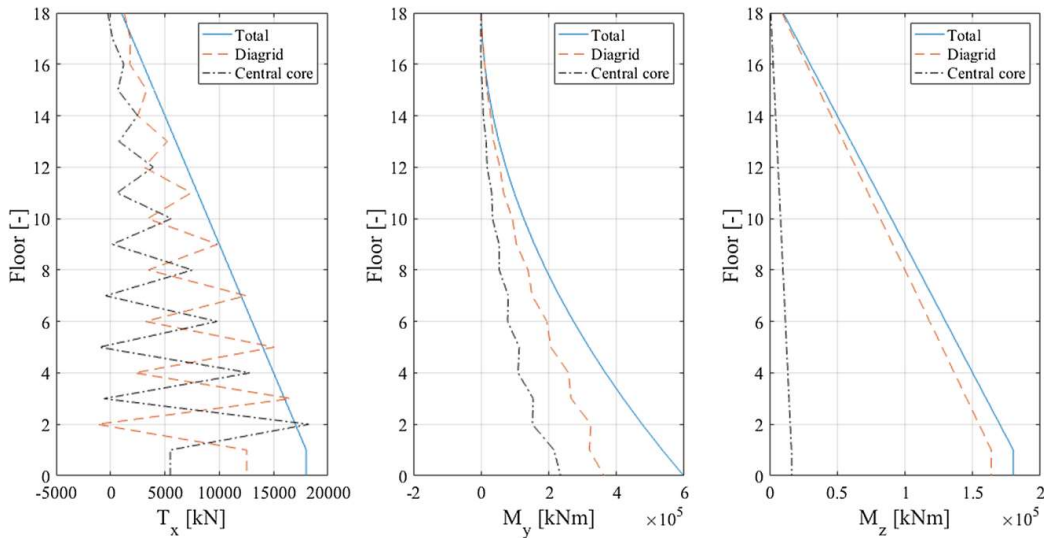 18
16
14
12
10
8
6
4
2
0
Floor [-]
-5000 0 5000 10000 15000 20000
T_x [kN]
Total
Diagrid
Central core
18
16
14
12
10
8
6
4
2
0
Floor [-]
-2 0 2 4 6
×10^5
M_y [kNm]
Total
Diagrid
Central core
18
16
14
12
10
8
6
4
2
0
Floor [-]
0 0.5 1 1.5 2
×10^5
M_z [kNm]
Total
Diagrid
Central core